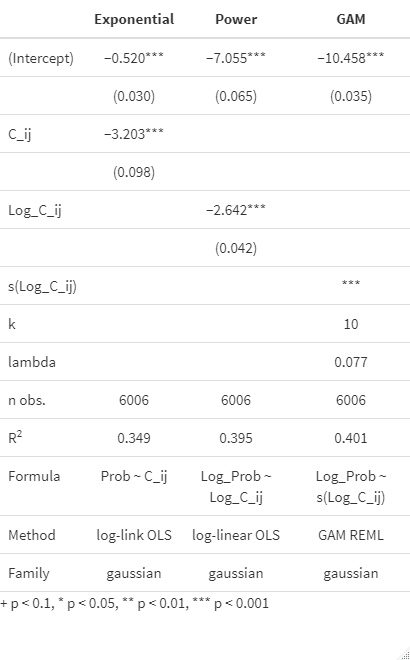 Exponential Power GAM
(Intercept) −0.520*** −7.055*** −10.458***
(0.030) (0.065) (0.035)
C_ij −3.203***
(0.098)
Log_C_ij −2.642***
(0.042)
s(Log_C_ij) ***
k 10
lambda 0.077
n obs. 6006 6006 6006
R² 0.349 0.395 0.401
Formula Prob ~ C_ij Log_Prob ~ Log_Prob ~
Log_C_ij s(Log_C_ij)
Method log-link OLS log-linear OLS GAM REML
Family gaussian gaussian gaussian
+ p < 0.1, * p < 0.05, ** p < 0.01, *** p < 0.001